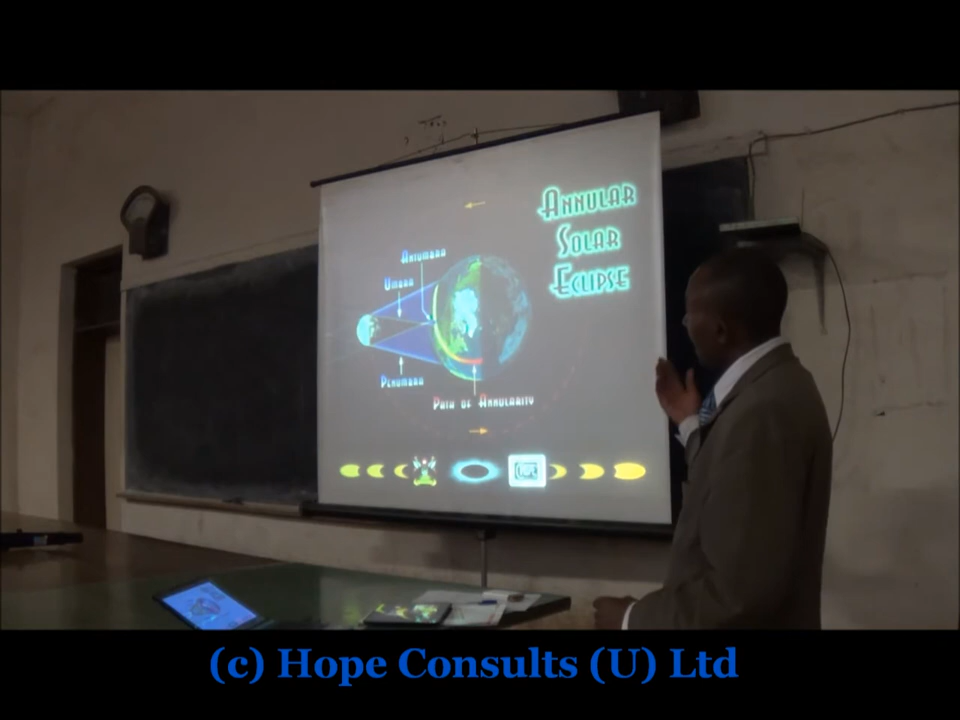 Annular
Solar
Eclipse
Antumbra
Umbra
Penumbra
Path of Annularity
(c) Hope Consults (U) Ltd